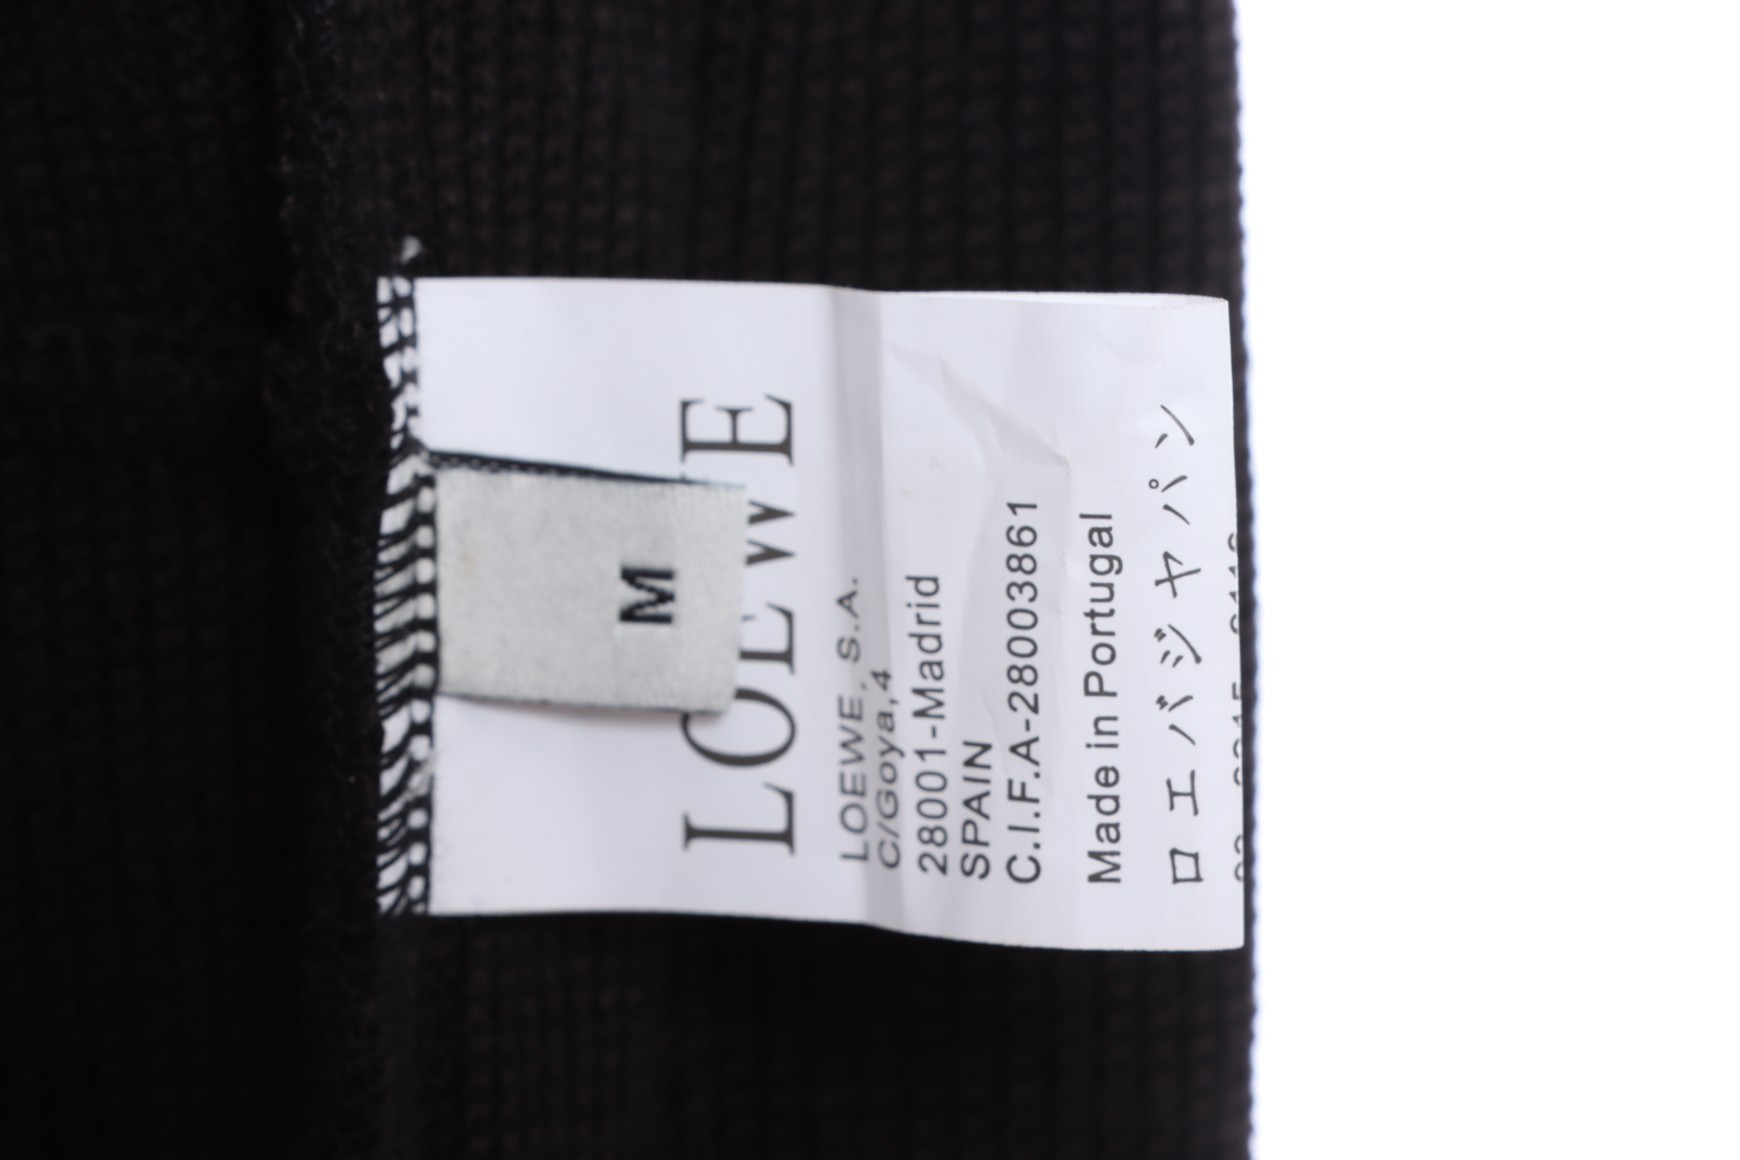 M
LOEWE
LOEWE, S.A.
C/Goya,4
28001-Madrid
SPAIN
C.I.F.A-28003861
Made in Portugal
ロエバジャパン